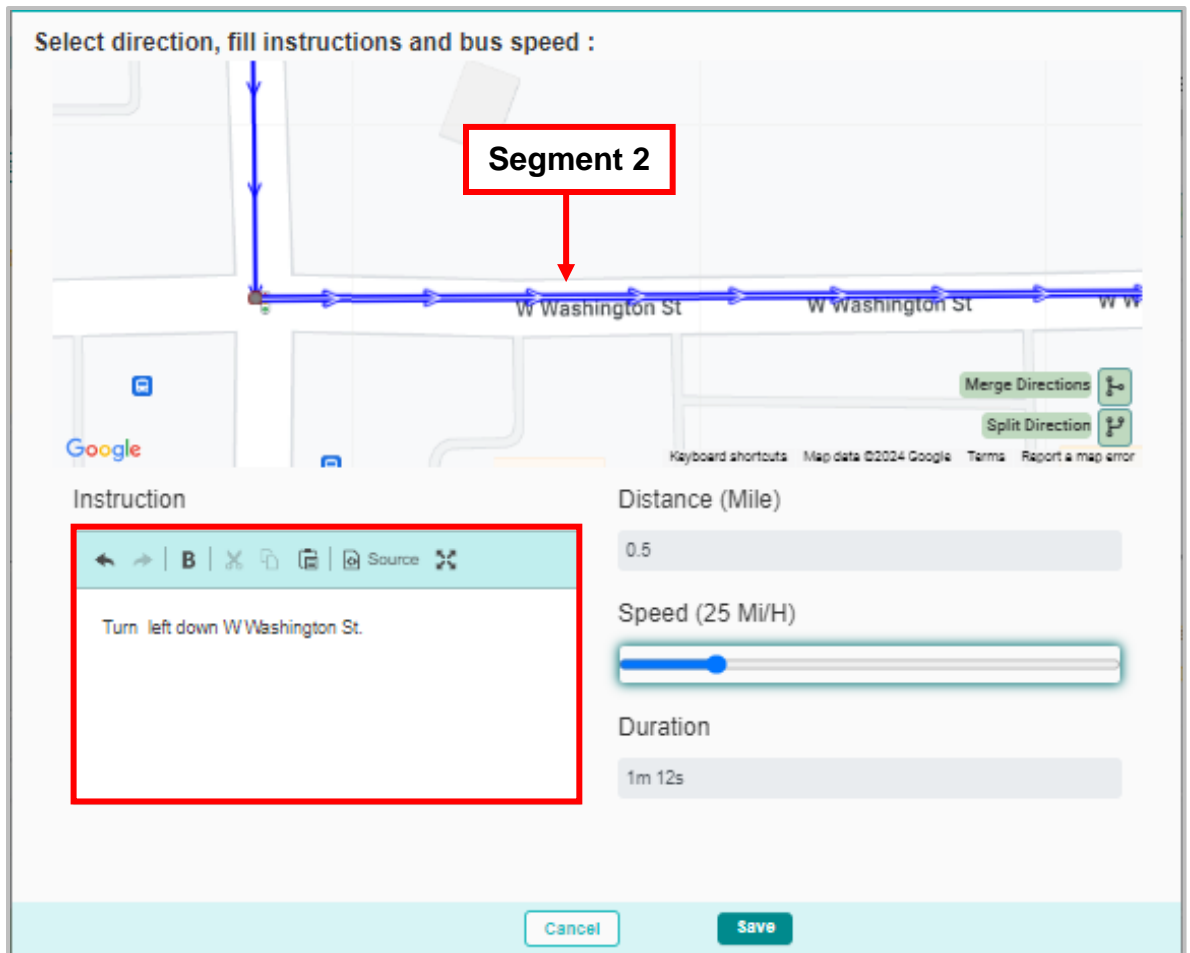 Select direction, fill instructions and bus speed :
Segment 2
W Washington St
W Washington St
W W
Merge Directions
Split Direction
Google
Keyboard shortcuts Map data ©2024 Google Terms Report a map error
Instruction
Source
B
Turn left down W Washington St.
Distance (Mile)
0.5
Speed (25 Mi/H)
Duration
1m 12s
Cancel
Save